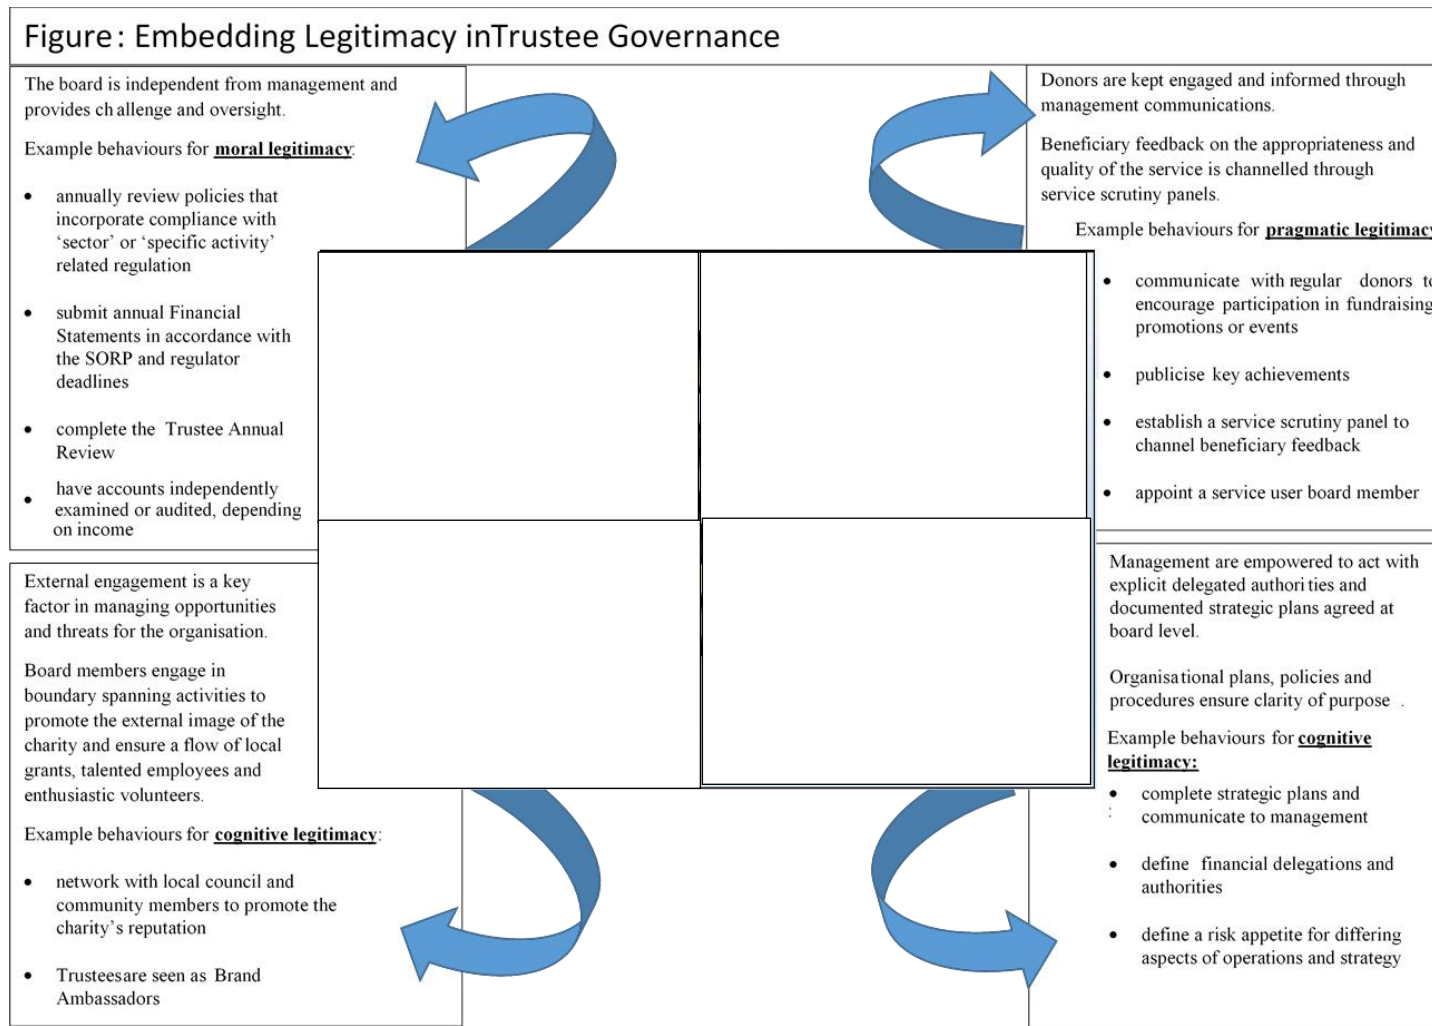 Figure: Embedding Legitimacy inTrustee Governance
The board is independent from management and
provides challenge and oversight.
Example behaviours for moral legitimacy:
• annually review policies that
incorporate compliance with
‘sector’ or ‘specific activity’
related regulation
• submit annual Financial
Statements in accordance with
the SORP and regulator
deadlines
• complete the Trustee Annual
Review
• have accounts independently
examined or audited, depending
on income
Donors are kept engaged and informed through
management communications.
Beneficiary feedback on the appropriateness and
quality of the service is channelled through
service scrutiny panels.
Example behaviours for pragmatic legitimacy
• communicate with regular donors to
encourage participation in fundraising
promotions or events
• publicise key achievements
• establish a service scrutiny panel to
channel beneficiary feedback
• appoint a service user board member
External engagement is a key
factor in managing opportunities
and threats for the organisation.
Board members engage in
boundary spanning activities to
promote the external image of the
charity and ensure a flow of local
grants, talented employees and
enthusiastic volunteers.
Example behaviours for cognitive legitimacy:
• network with local council and
community members to promote the
charity’s reputation
• Trusteesare seen as Brand
Ambassadors
Management are empowered to act with
explicit delegated authorities and
documented strategic plans agreed at
board level.
Organisational plans, policies and
procedures ensure clarity of purpose .
Example behaviours for cognitive
legitimacy:
• complete strategic plans and
: communicate to management
• define financial delegations and
authorities
• define a risk appetite for differing
aspects of operations and strategy